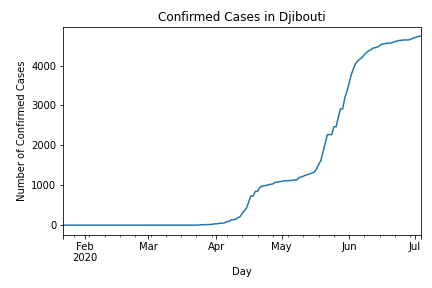 Confirmed Cases in Djibouti
Number of Confirmed Cases
4000
3000
2000
1000
0
Feb Mar Apr May Jun Jul
2020
Day